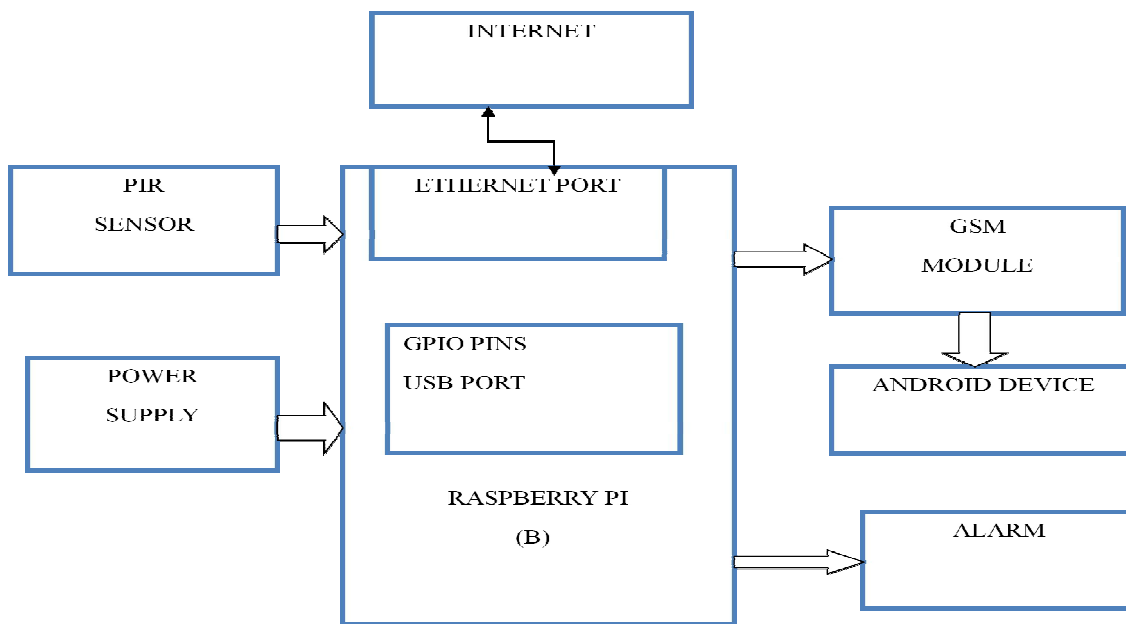 INTERNET
PIR
SENSOR
ETHERNET PORT
GSM
MODULE
GPIO PINS
USB PORT
POWER
SUPPLY
ANDROID DEVICE
RASPBERRY PI
(B)
ALARM